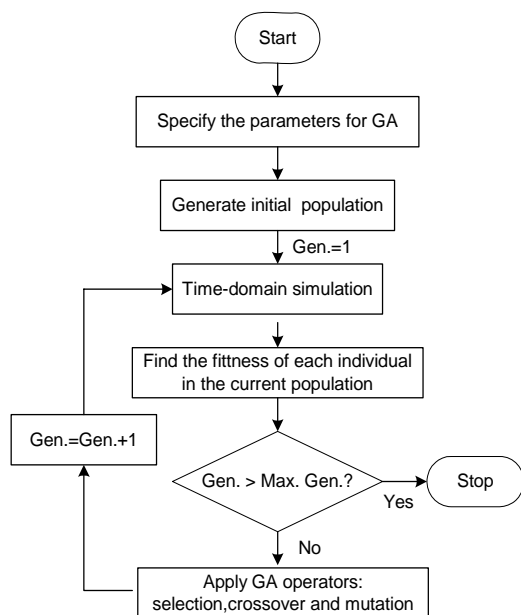 Start
Specify the parameters for GA
Generate initial population
Gen.=1
Time-domain simulation
Find the fittness of each individual
in the current population
Gen.=Gen.+1
Gen. > Max. Gen.?
Yes
Stop
No
Apply GA operators:
selection,crossover and mutation